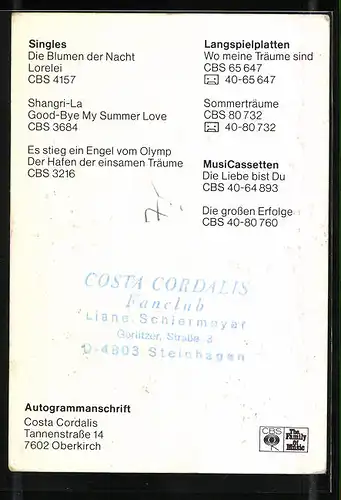 Singles
Die Blumen der Nacht
Lorelei
CBS 4157
Shangri-La
Good-Bye My Summer Love
CBS 3684
Es stieg ein Engel vom Olymp
Der Hafen der einsamen Träume
CBS 3216
Langspielplatten
Wo meine Träume sind
CBS 65 647
40-65 647
Sommerträume
CBS 80 732
40-80 732
MusiCassetten
Die Liebe bist Du
CBS 40-64 893
Die großen Erfolge
CBS 40-80 760
COSTA CORDALIS
Fanclub
Liane Schiermeyer
Görlitzer Straße 3
D-4803 Steinhagen
Autogrammanschrift
Costa Cordalis
Tannenstraße 14
7602 Oberkirch
CBS
The
Family
of
Music